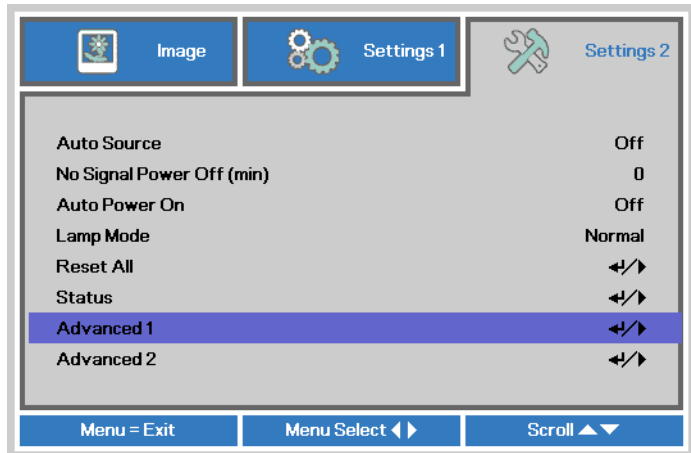 Image Settings 1 Settings 2
Auto Source Off
No Signal Power Off (min) 0
Auto Power On Off
Lamp Mode Normal
Reset All ↵/▶
Status ↵/▶
Advanced 1 ↵/▶
Advanced 2 ↵/▶
Menu = Exit Menu Select ◀▶ Scroll ▲▼